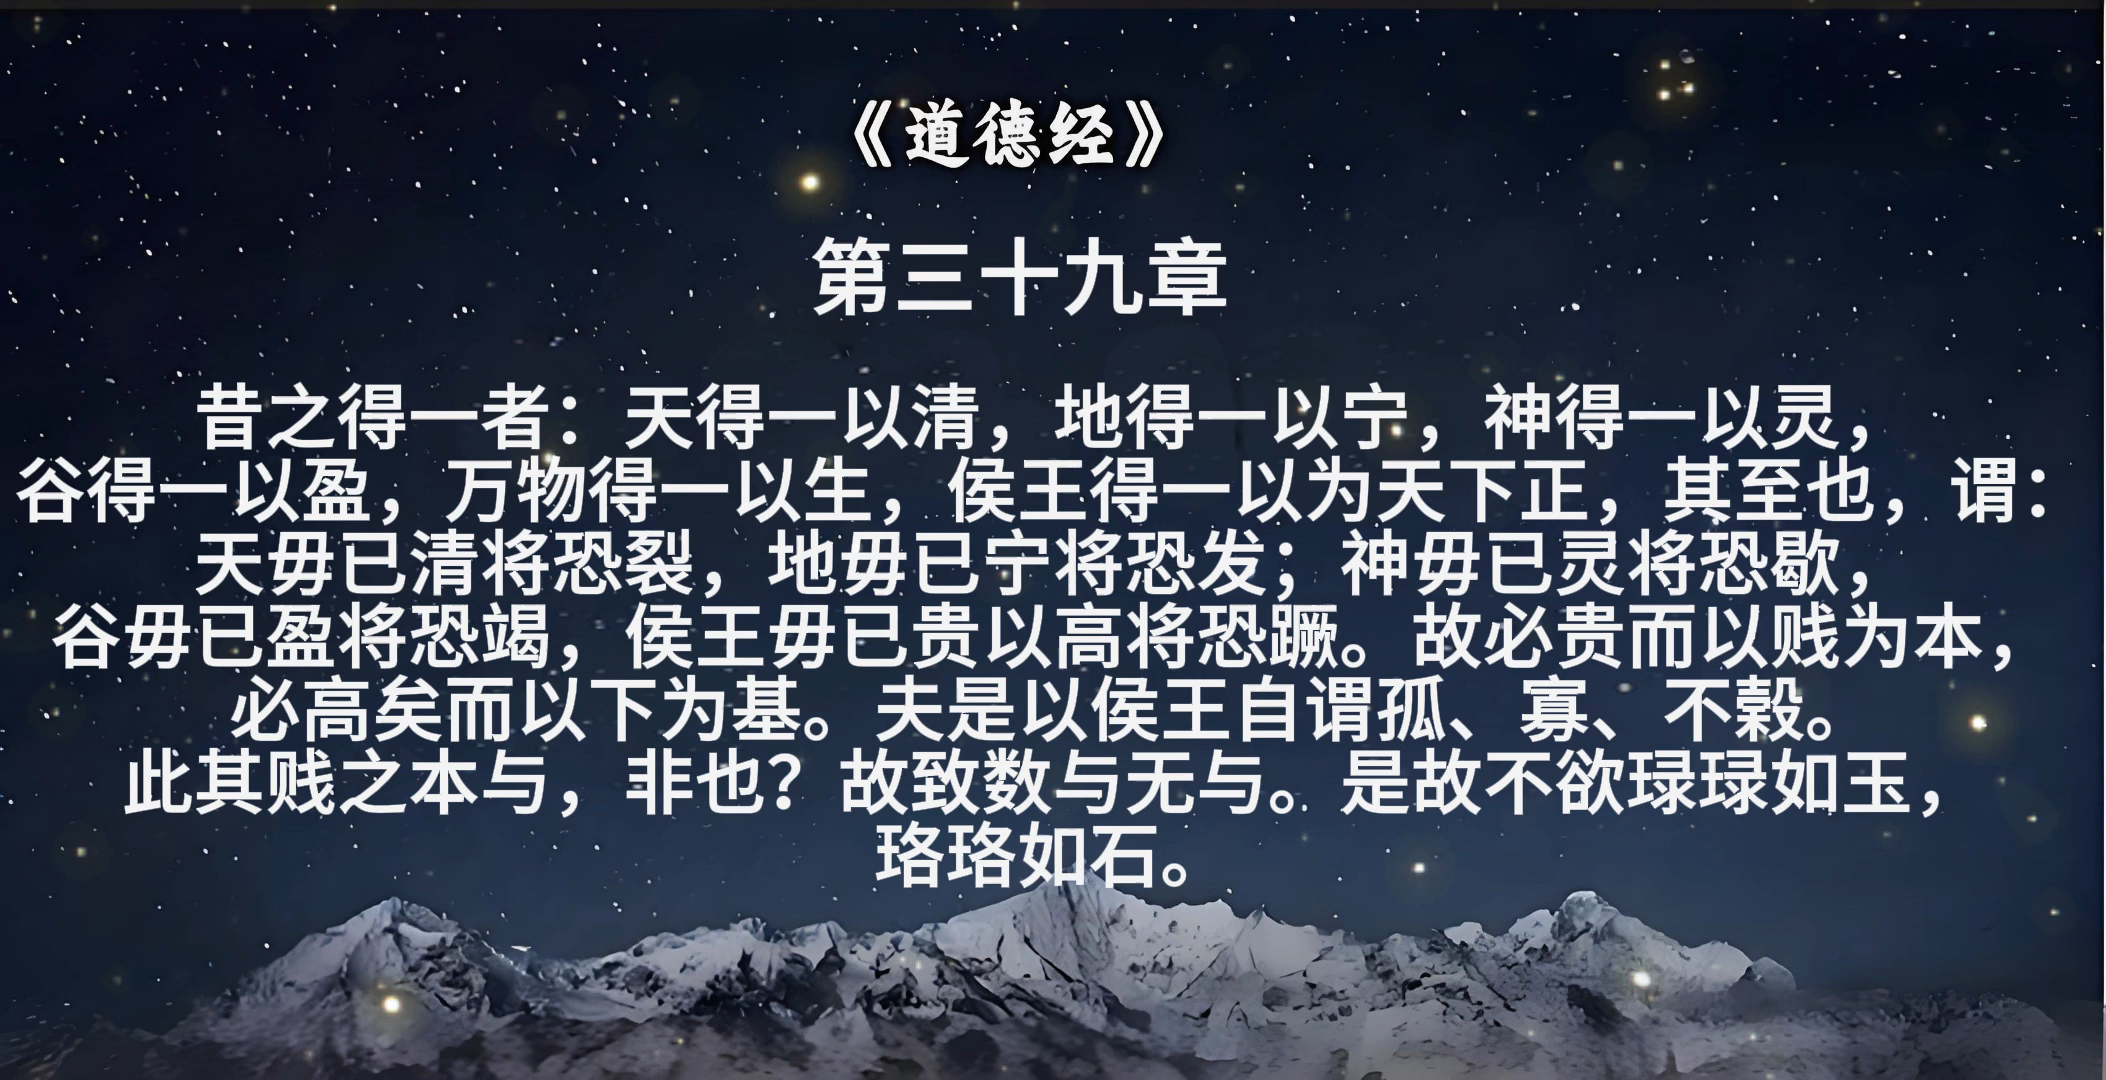 《道德经》
第三十九章
昔之得一者：天得一以清，地得一以宁，神得一以灵，
谷得一以盈，万物得一以生，侯王得一以为天下正，其至也，谓：
天毋已清将恐裂，地毋已宁将恐发；神毋已灵将恐歇，
谷毋已盈将恐竭，侯王毋已贵以高将恐蹶。故必贵而以贱为本，
必高矣而以下为基。夫是以侯王自谓孤、寡、不穀。
此其贱之本与，非也？故致数与无与。是故不欲琭琭如玉，
珞珞如石。